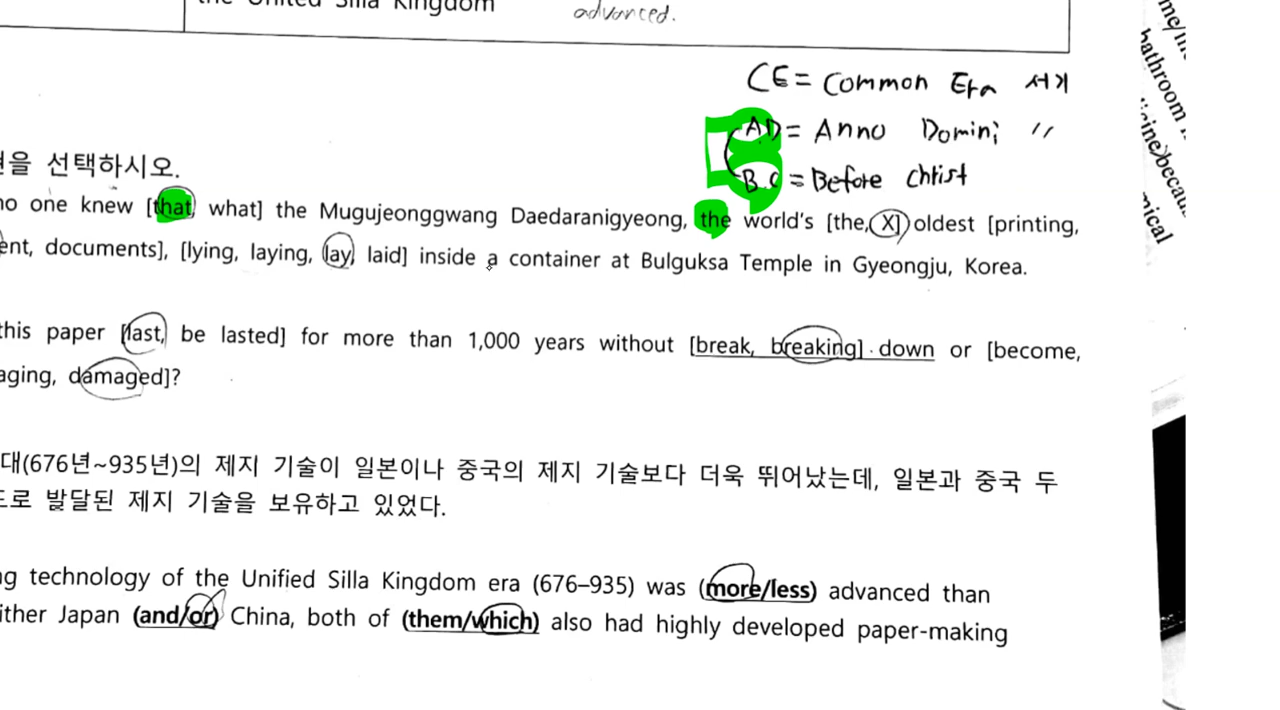 the United Silla Kingdom
advanced.
CE = Common Era 서기
AD = Anno Domini 〃
B.C = Before Christ
을 선택하시오.
no one knew [that, what] the Mugujeonggwang Daedaranigyeong, the world's [the, X] oldest [printing,
ent, documents], [lying, laying, lay, laid] inside a container at Bulguksa Temple in Gyeongju, Korea.
this paper [last, be lasted] for more than 1,000 years without [break, breaking] down or [become,
aging, damaged]?
대(676년~935년)의 제지 기술이 일본이나 중국의 제지 기술보다 더욱 뛰어났는데, 일본과 중국 두
도로 발달된 제지 기술을 보유하고 있었다.
ng technology of the Unified Silla Kingdom era (676–935) was (more/less) advanced than
ither Japan (and/or) China, both of (them/which) also had highly developed paper-making
bathroom